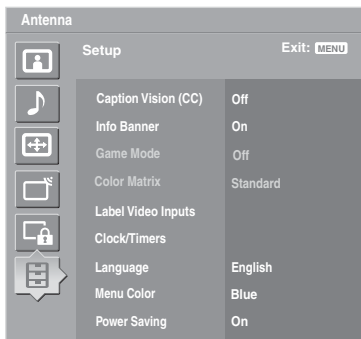 Antenna
Setup Exit: MENU
Caption Vision (CC) Off
Info Banner On
Game Mode Off
Color Matrix Standard
Label Video Inputs
Clock/Timers
Language English
Menu Color Blue
Power Saving On